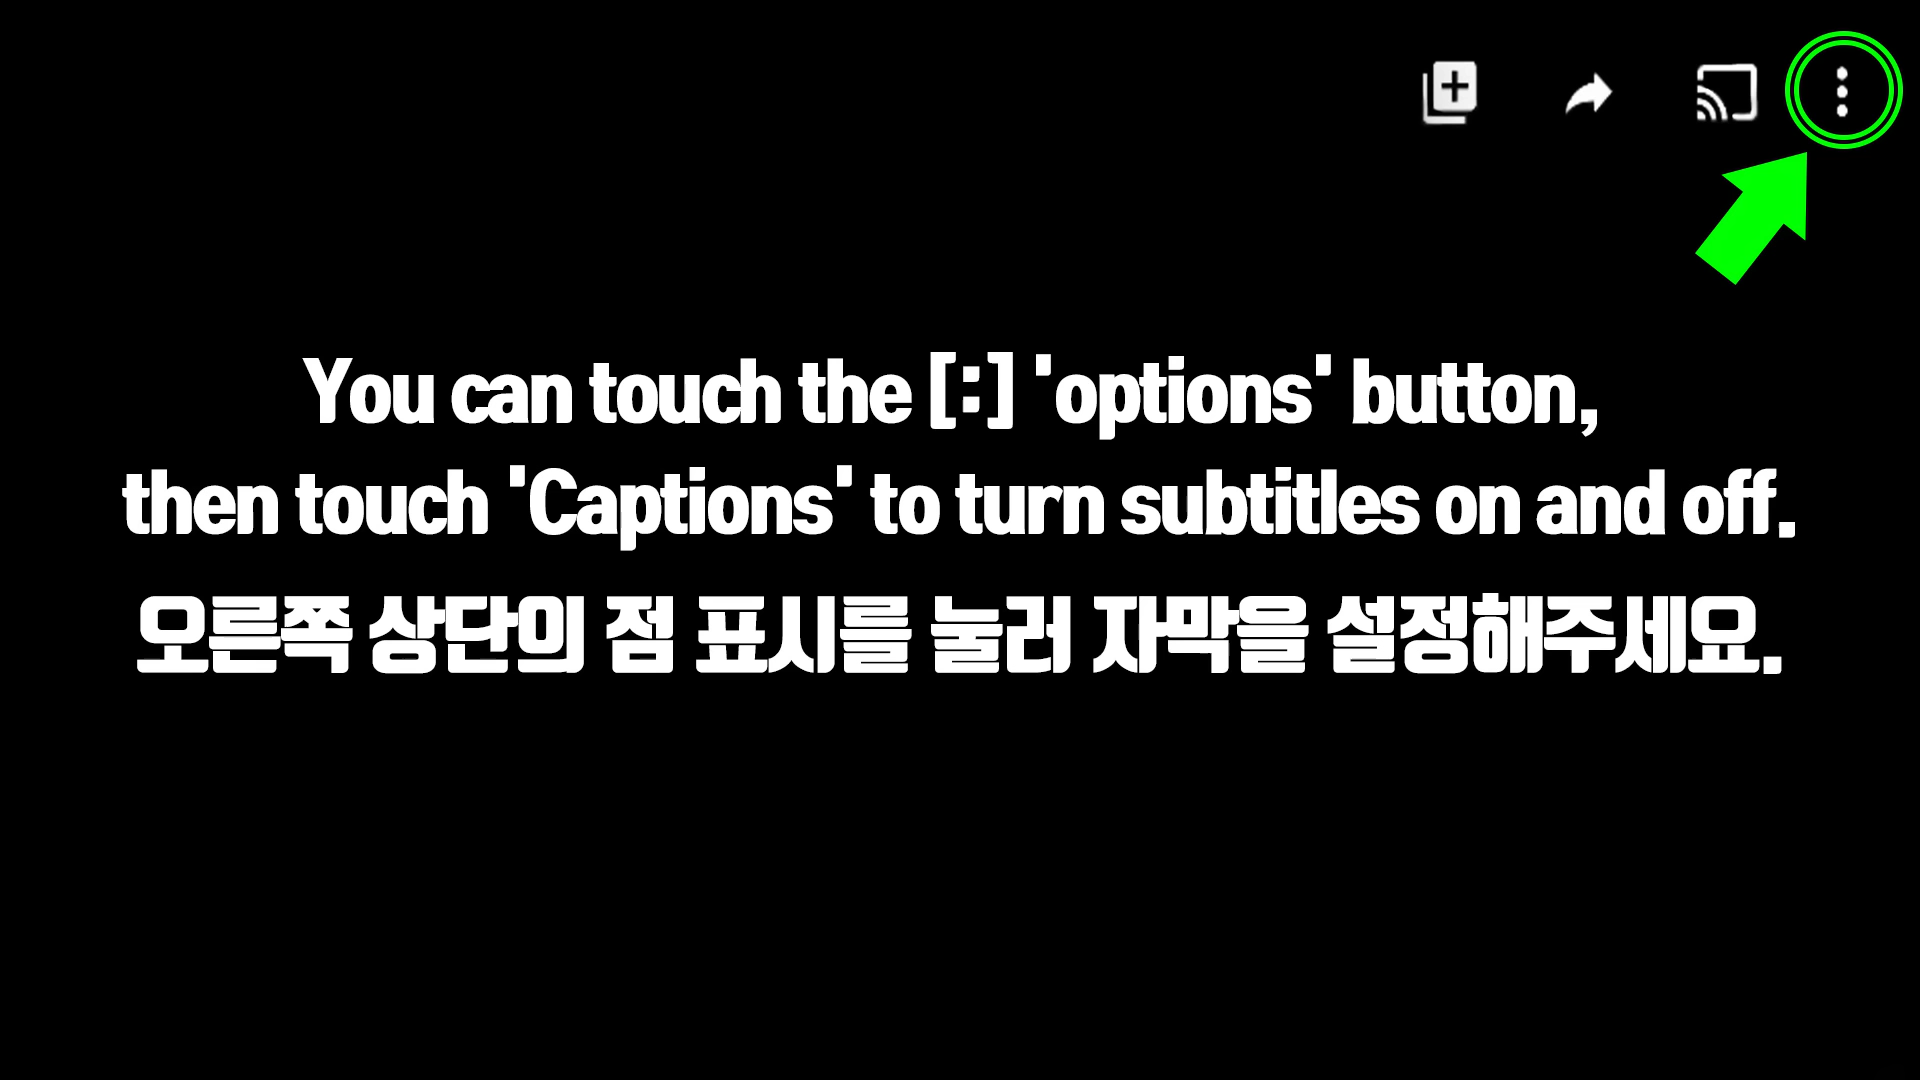 You can touch the [:] 'options' button,
then touch 'Captions' to turn subtitles on and off.
오른쪽 상단의 점 표시를 눌러 자막을 설정해주세요.